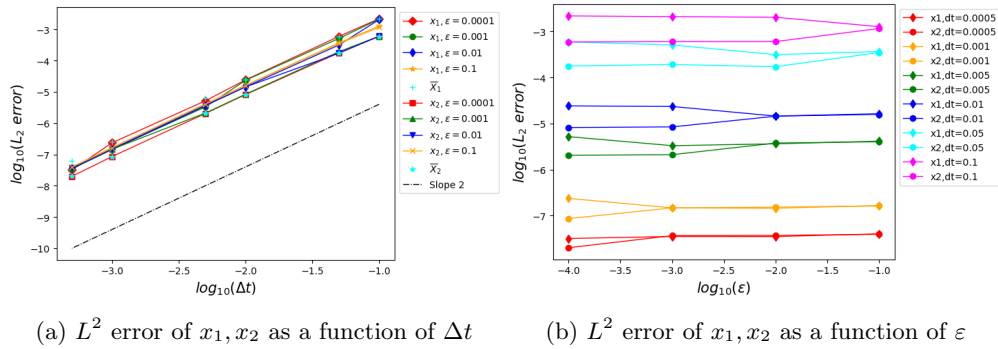 log₁₀(L₂ error)
−3
−4
−5
−6
−7
−8
−9
−10
−3.0 −2.5 −2.0 −1.5 −1.0
log₁₀(Δt)
x₁, ε = 0.0001
x₁, ε = 0.001
x₁, ε = 0.01
x₁, ε = 0.1
X̅₁
x₂, ε = 0.0001
x₂, ε = 0.001
x₂, ε = 0.01
x₂, ε = 0.1
X̅₂
Slope 2
(a) L² error of x₁, x₂ as a function of Δt
log₁₀(L₂ error)
−3
−4
−5
−6
−7
−4.0 −3.5 −3.0 −2.5 −2.0 −1.5 −1.0
log₁₀(ε)
x1,dt=0.0005
x2,dt=0.0005
x1,dt=0.001
x2,dt=0.001
x1,dt=0.005
x2,dt=0.005
x1,dt=0.01
x2,dt=0.01
x1,dt=0.05
x2,dt=0.05
x1,dt=0.1
x2,dt=0.1
(b) L² error of x₁, x₂ as a function of ε